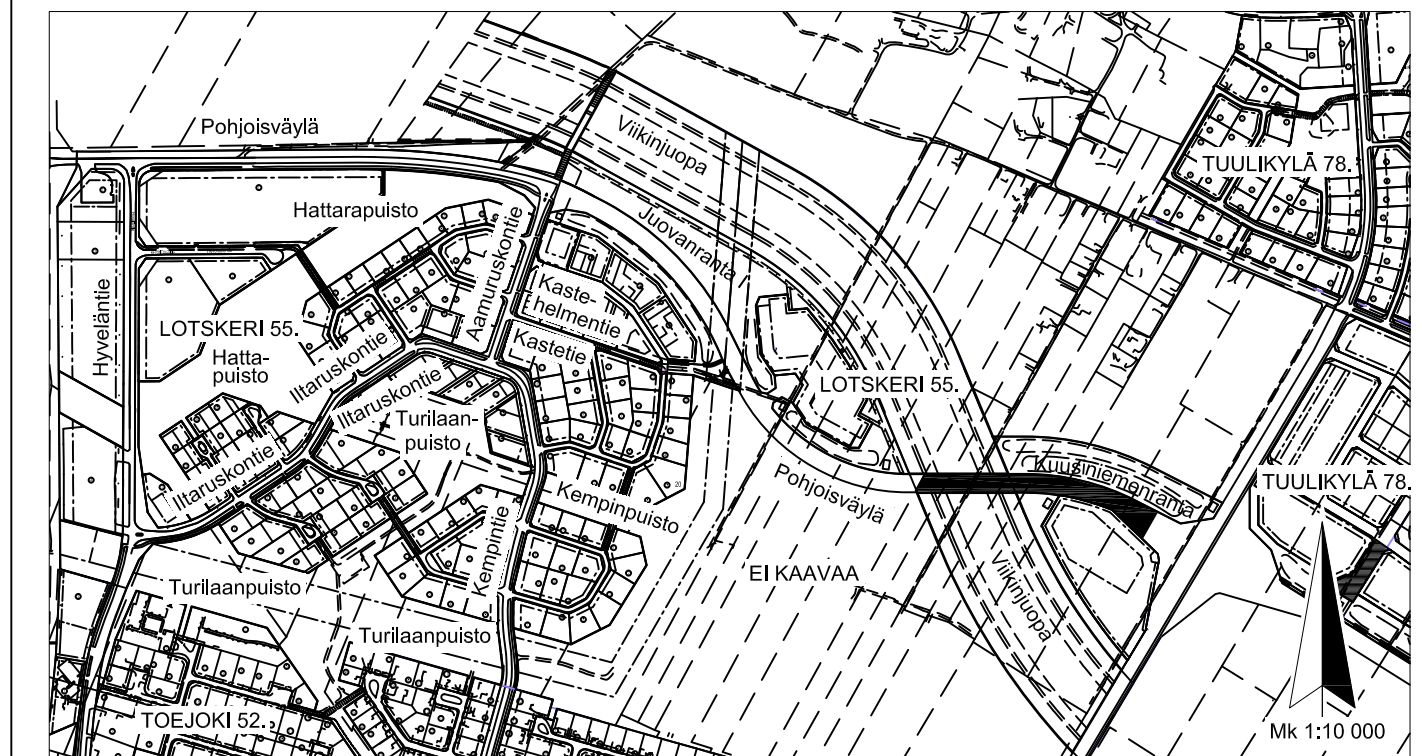 Pohjoisväylä
Viikinjuopa
TUULIKYLÄ 78.
Hattarapuisto
Aamuruskontie
Juovanranta
Hyveläntie
LOTSKERI 55.
Hatta-
puisto
Iltaruskontie
Kaste-
helmentie
Kastetie
Iltaruskontie
LOTSKERI 55.
Turilaan-
puisto
Iltaruskontie
Kuusiniemenranta
TUULIKYLÄ 78.
20
Kempinpuisto
Pohjoisväylä
Kempintie
EI KAAVAA
Viikinjuopa
Turilaanpuisto
Turilaanpuisto
TOEJOKI 52.
Mk 1:10 000